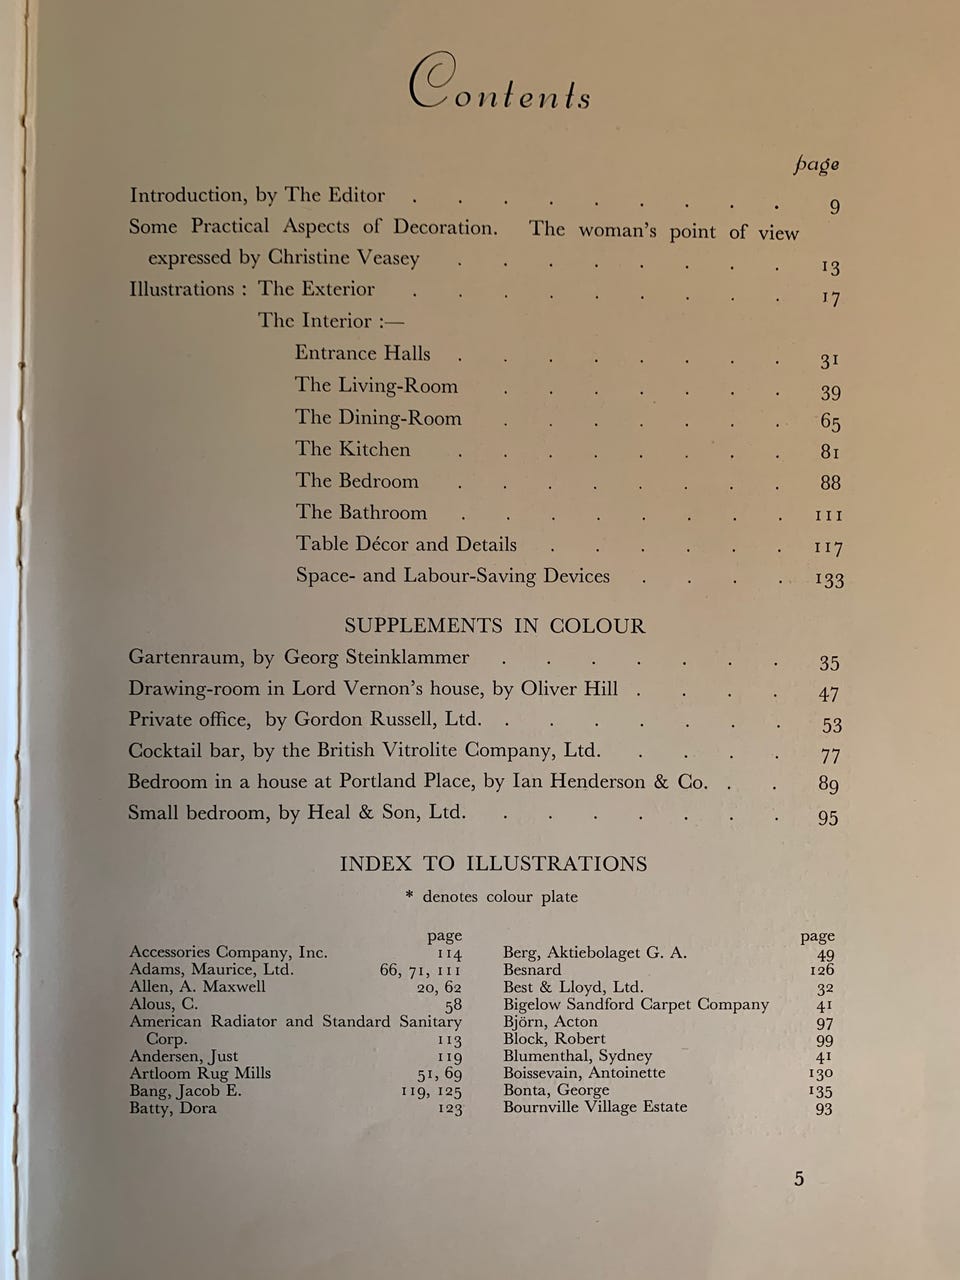 Contents
page
Introduction, by The Editor . . . . . . . . . 9
Some Practical Aspects of Decoration. The woman's point of view
expressed by Christine Veasey . . . . . . . . 13
Illustrations : The Exterior . . . . . . . . . 17
The Interior :—
Entrance Halls . . . . . . . . 31
The Living-Room . . . . . . . 39
The Dining-Room . . . . . . . 65
The Kitchen . . . . . . . . 81
The Bedroom . . . . . . . . 88
The Bathroom . . . . . . . . 111
Table Décor and Details . . . . . . 117
Space- and Labour-Saving Devices . . . . 133
SUPPLEMENTS IN COLOUR
Gartenraum, by Georg Steinklammer . . . . . . . 35
Drawing-room in Lord Vernon's house, by Oliver Hill . . . . 47
Private office, by Gordon Russell, Ltd. . . . . . . . 53
Cocktail bar, by the British Vitrolite Company, Ltd. . . . . 77
Bedroom in a house at Portland Place, by Ian Henderson & Co. . . 89
Small bedroom, by Heal & Son, Ltd. . . . . . . . 95
INDEX TO ILLUSTRATIONS
* denotes colour plate
page
Accessories Company, Inc. 114
Adams, Maurice, Ltd. 66, 71, 111
Allen, A. Maxwell 20, 62
Alous, C. 58
American Radiator and Standard Sanitary
Corp. 113
Andersen, Just 119
Artloom Rug Mills 51, 69
Bang, Jacob E. 119, 125
Batty, Dora 123
page
Berg, Aktiebolaget G. A. 49
Besnard 126
Best & Lloyd, Ltd. 32
Bigelow Sandford Carpet Company 41
Björn, Acton 97
Block, Robert 99
Blumenthal, Sydney 41
Boissevain, Antoinette 130
Bonta, George 135
Bournville Village Estate 93
5